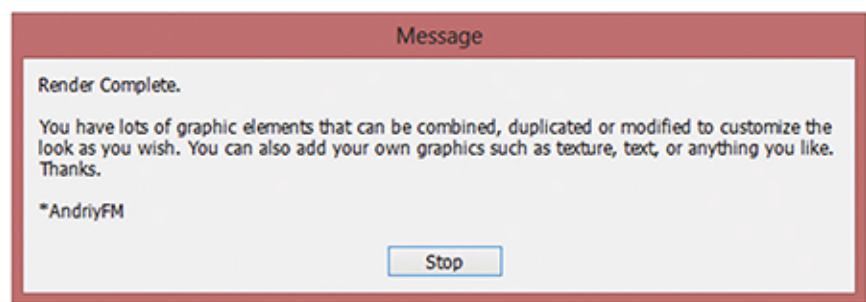 Message
Render Complete.
You have lots of graphic elements that can be combined, duplicated or modified to customize the
look as you wish. You can also add your own graphics such as texture, text, or anything you like.
Thanks.
*AndriyFM
Stop